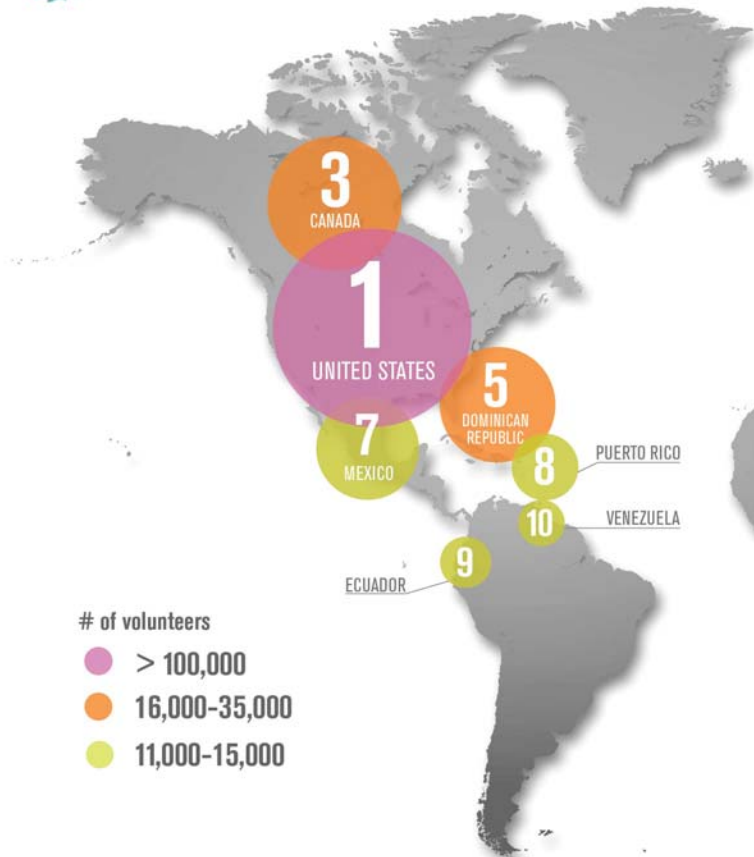 3
CANADA
1
UNITED STATES
5
DOMINICAN
REPUBLIC
7
MEXICO
8
PUERTO RICO
10
VENEZUELA
9
ECUADOR
# of volunteers
> 100,000
16,000-35,000
11,000-15,000